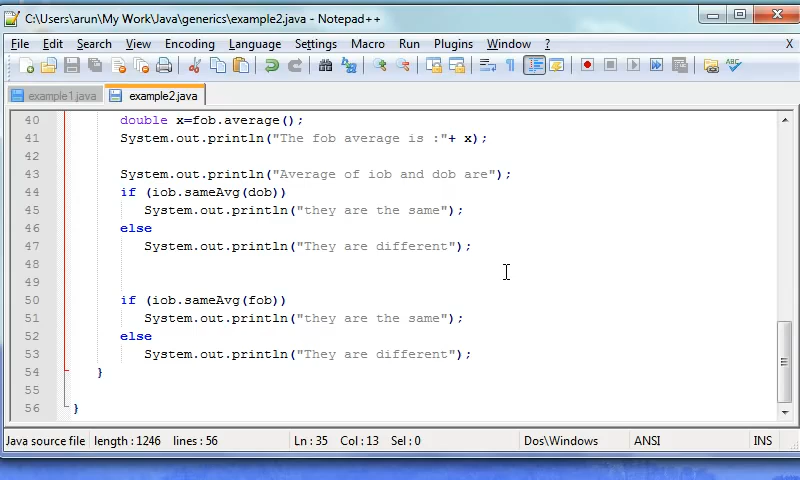 C:\Users\arun\My Work\Java\generics\example2.java - Notepad++
File Edit Search View Encoding Language Settings Macro Run Plugins Window ? X
example1.java example2.java
40 double x=fob.average();
41 System.out.println("The fob average is :"+ x);
42
43 System.out.println("Average of iob and dob are");
44 if (iob.sameAvg(dob))
45 System.out.println("they are the same");
46 else
47 System.out.println("They are different");
48
49
50 if (iob.sameAvg(fob))
51 System.out.println("they are the same");
52 else
53 System.out.println("They are different");
54 }
55
56 }
Java source file length : 1246 lines : 56 Ln : 35 Col : 13 Sel : 0 Dos\Windows ANSI INS